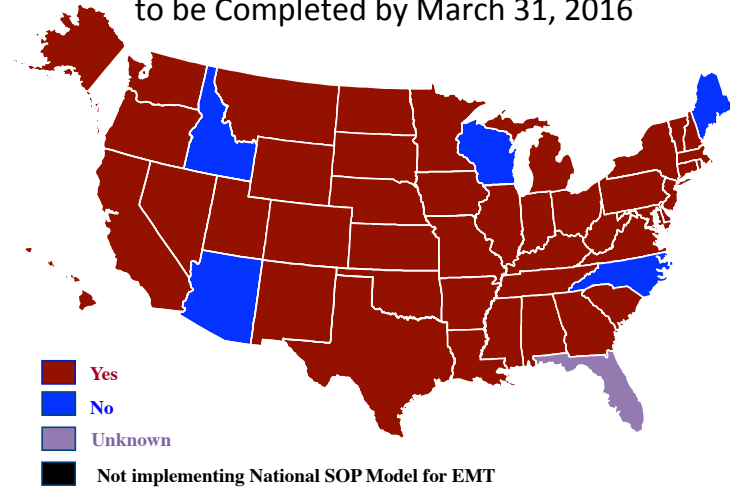 to be Completed by March 31, 2016
Yes
No
Unknown
Not implementing National SOP Model for EMT